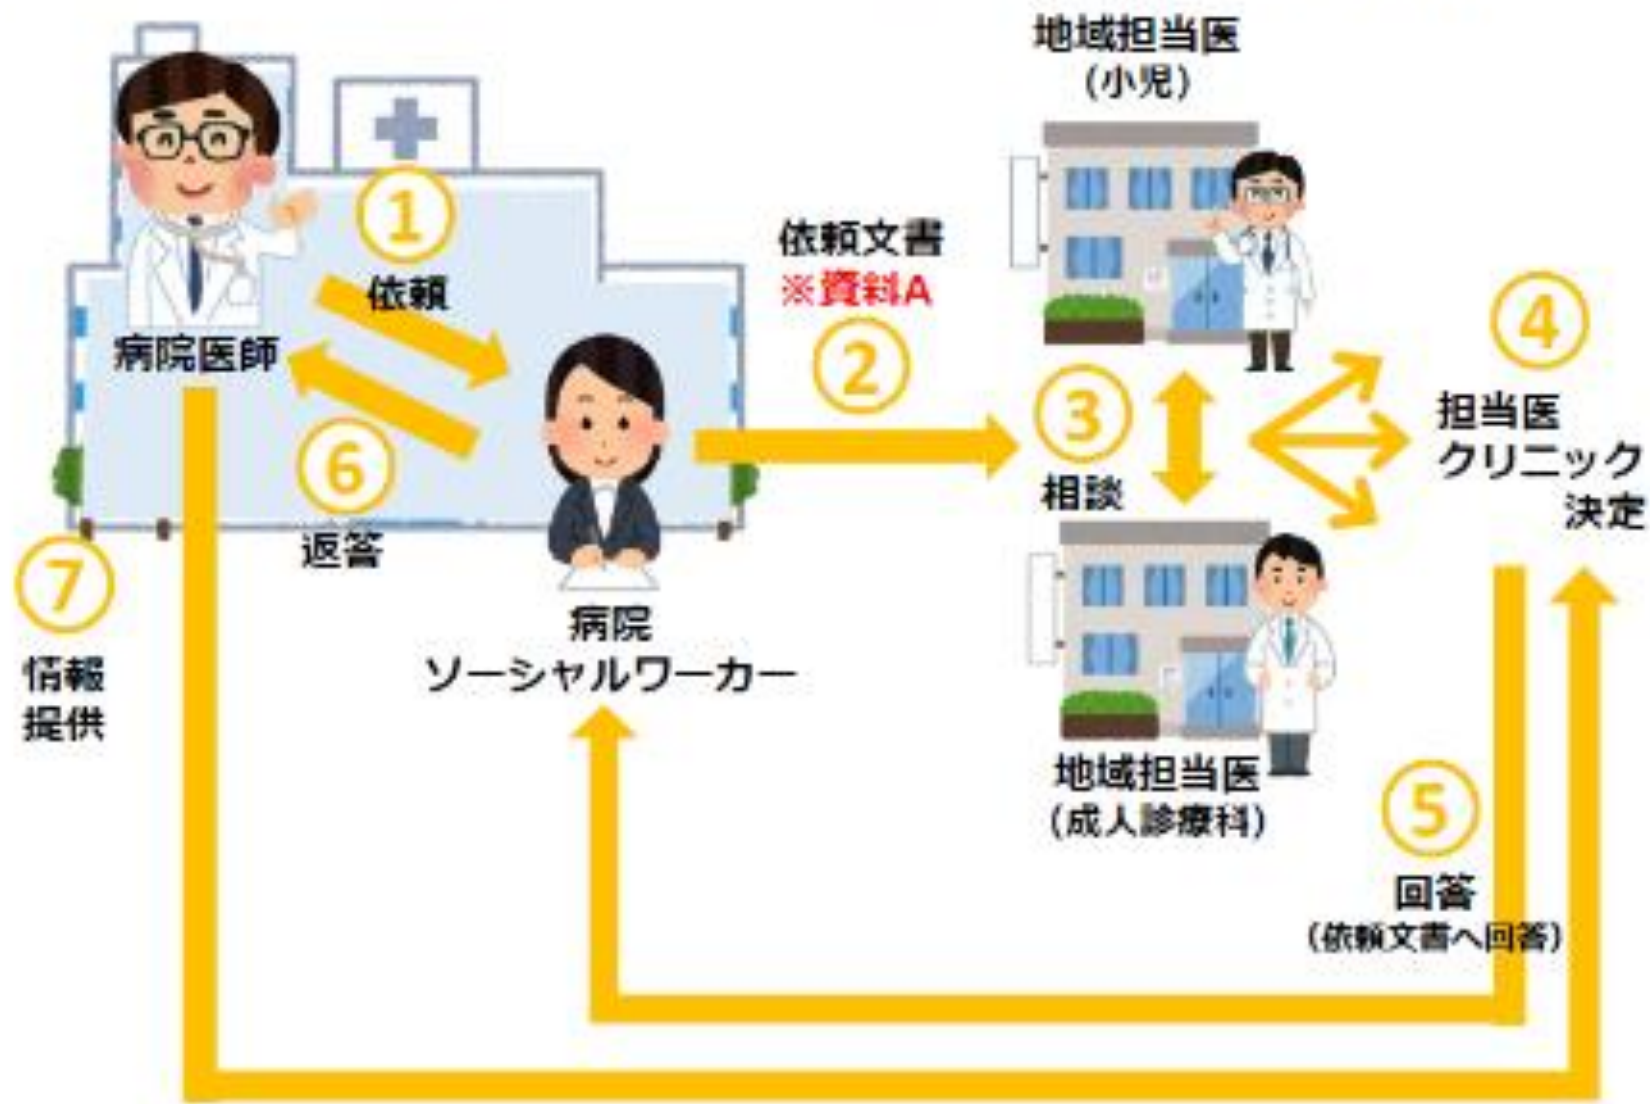 地域担当医
(小児)
①
依頼
病院医師
依頼文書
※資料A
②
③
相談
④
担当医
クリニック
決定
⑥
返答
⑦
情報
提供
病院
ソーシャルワーカー
地域担当医
(成人診療科)
⑤
回答
(依頼文書へ回答)